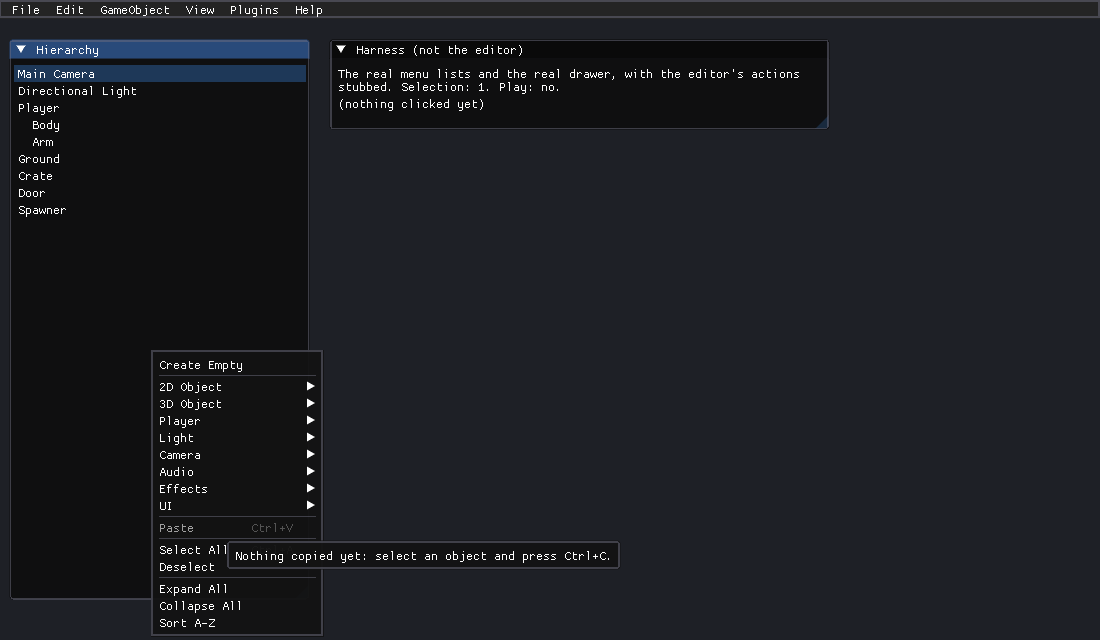 File Edit GameObject View Plugins Help
Hierarchy
Main Camera
Directional Light
Player
Body
Arm
Ground
Crate
Door
Spawner
Harness (not the editor)
The real menu lists and the real drawer, with the editor's actions
stubbed. Selection: 1. Play: no.
(nothing clicked yet)
Create Empty
2D Object
3D Object
Player
Light
Camera
Audio
Effects
UI
Paste Ctrl+V
Select All
Nothing copied yet: select an object and press Ctrl+C.
Deselect
Expand All
Collapse All
Sort A-Z